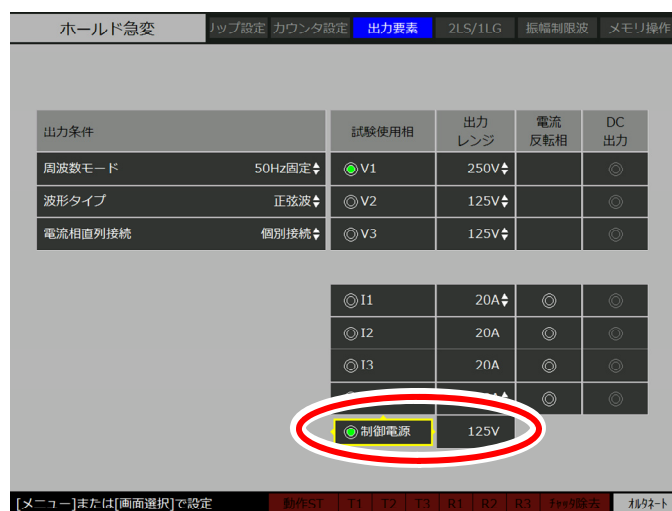 ホールド急変 リップ設定 カウンタ設定 出力要素 2LS/1LG 振幅制限波 メモリ操作
出力条件 試験使用相 出力レンジ 電流反転相 DC出力
周波数モード 50Hz固定 V1 250V
波形タイプ 正弦波 V2 125V
電流相直列接続 個別接続 V3 125V
I1 20A
I2 20A
I3 20A
制御電源 125V
[メニュー]または[画面選択]で設定 動作ST T1 T2 T3 R1 R2 R3 ﾁｬｯﾀ除去 ｵﾙﾀﾈｰﾄ